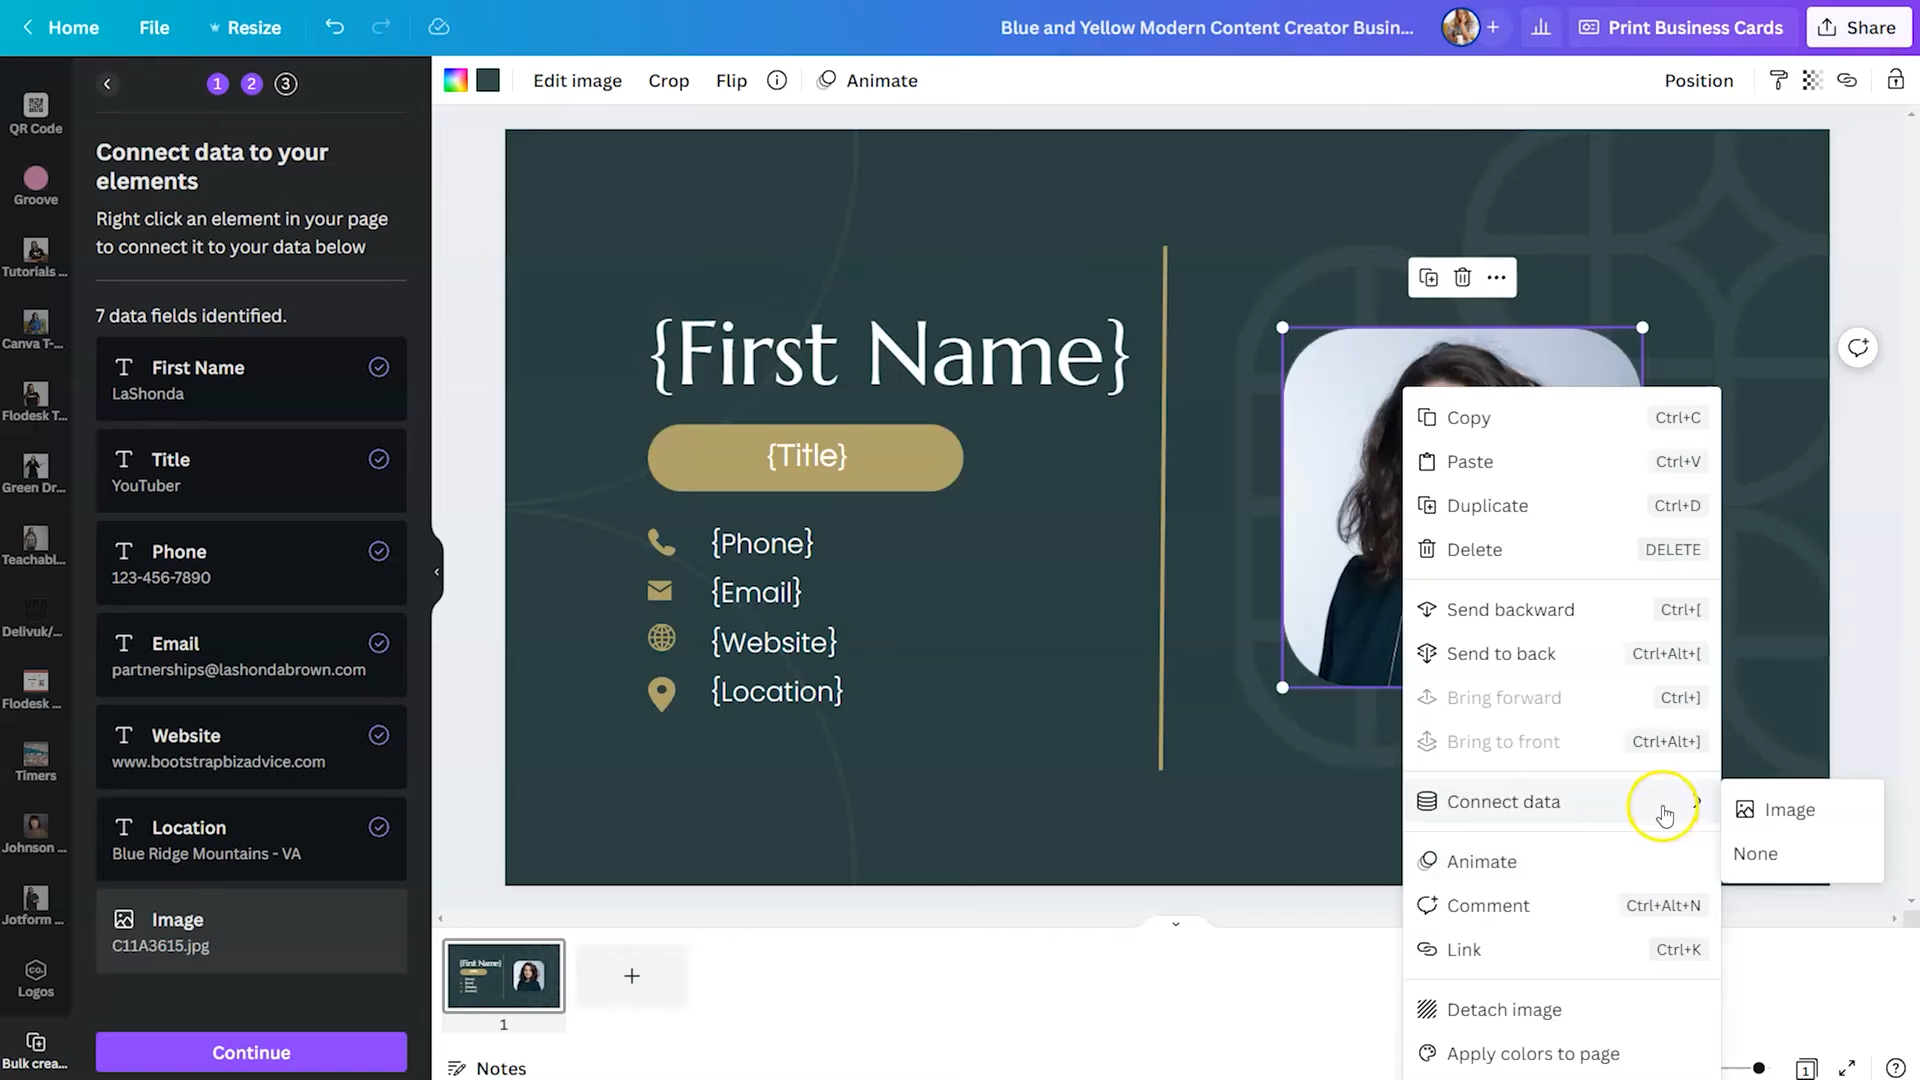 Home
File
Resize
Blue and Yellow Modern Content Creator Busin...
Print Business Cards
Share
QR Code
Groove
Tutorials ...
Canva T-...
Flodesk T...
Green Dr...
Teachabl...
Delivuk/...
Flodesk ...
Timers
Johnson ...
Jotform ...
CO.
Logos
Bulk crea...
1
2
3
Connect data to your
elements
Right click an element in your page
to connect it to your data below
7 data fields identified.
First Name
LaShonda
Title
YouTuber
Phone
123-456-7890
Email
partnerships@lashondabrown.com
Website
www.bootstrapbizadvice.com
Location
Blue Ridge Mountains - VA
Image
C11A3615.jpg
Continue
Edit image
Crop
Flip
Animate
Position
{First Name}
{Title}
{Phone}
{Email}
{Website}
{Location}
Copy Ctrl+C
Paste Ctrl+V
Duplicate Ctrl+D
Delete DELETE
Send backward Ctrl+[
Send to back Ctrl+Alt+[
Bring forward Ctrl+]
Bring to front Ctrl+Alt+]
Connect data
Animate
Comment Ctrl+Alt+N
Link Ctrl+K
Detach image
Apply colors to page
Image
None
{First Name}
1
Notes
1